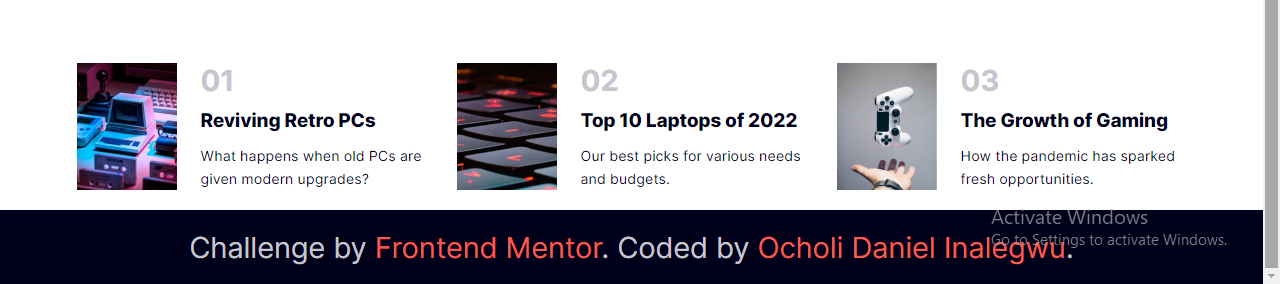 01
Reviving Retro PCs
What happens when old PCs are
given modern upgrades?
02
Top 10 Laptops of 2022
Our best picks for various needs
and budgets.
03
The Growth of Gaming
How the pandemic has sparked
fresh opportunities.
Challenge by Frontend Mentor. Coded by Ocholi Daniel Inalegwu.
Activate Windows
Go to Settings to activate Windows.